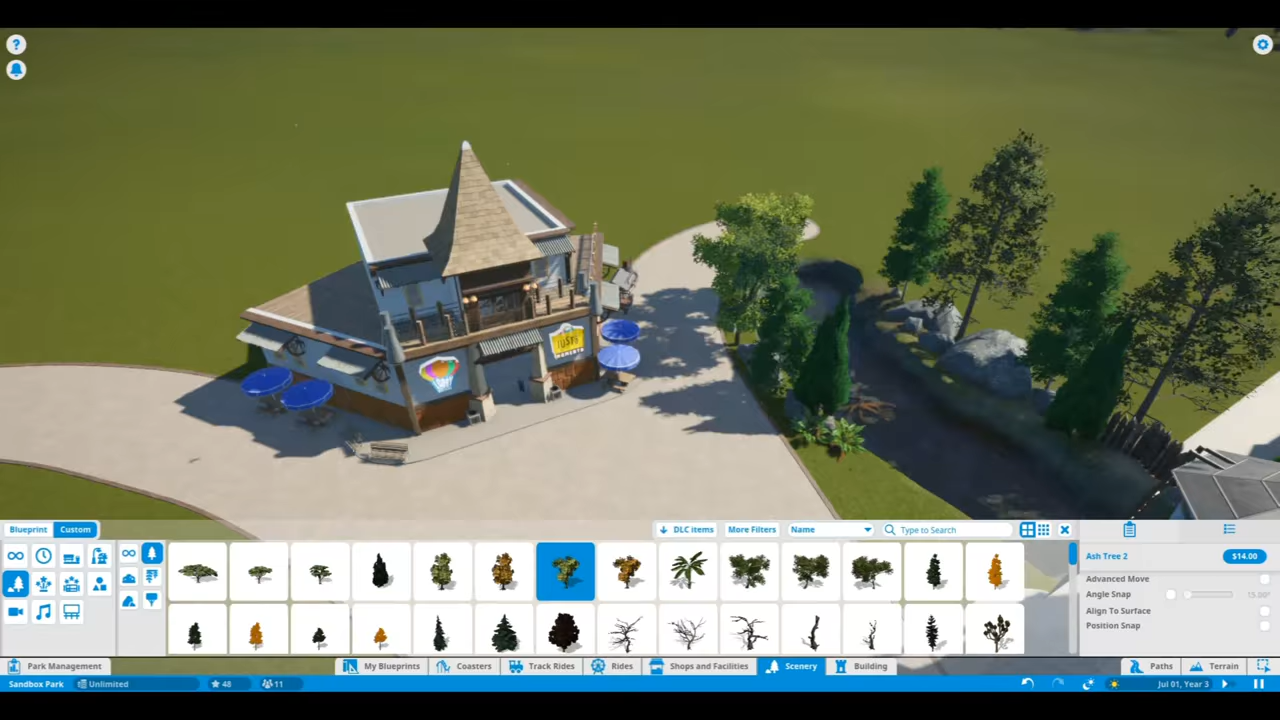 ?
Blueprint
Custom
DLC items
More Filters
Name
Type to Search
Ash Tree 2
$14.00
Advanced Move
Angle Snap
15.00°
Align To Surface
Position Snap
Park Management
My Blueprints
Coasters
Track Rides
Rides
Shops and Facilities
Scenery
Building
Paths
Terrain
Sandbox Park
Unlimited
48
11
Jul 01, Year 3